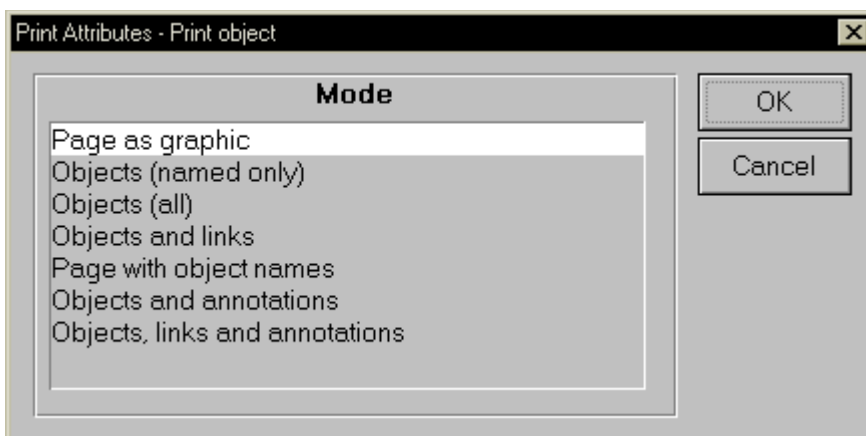 Print Attributes - Print object
Mode
Page as graphic
Objects (named only)
Objects (all)
Objects and links
Page with object names
Objects and annotations
Objects, links and annotations
OK
Cancel